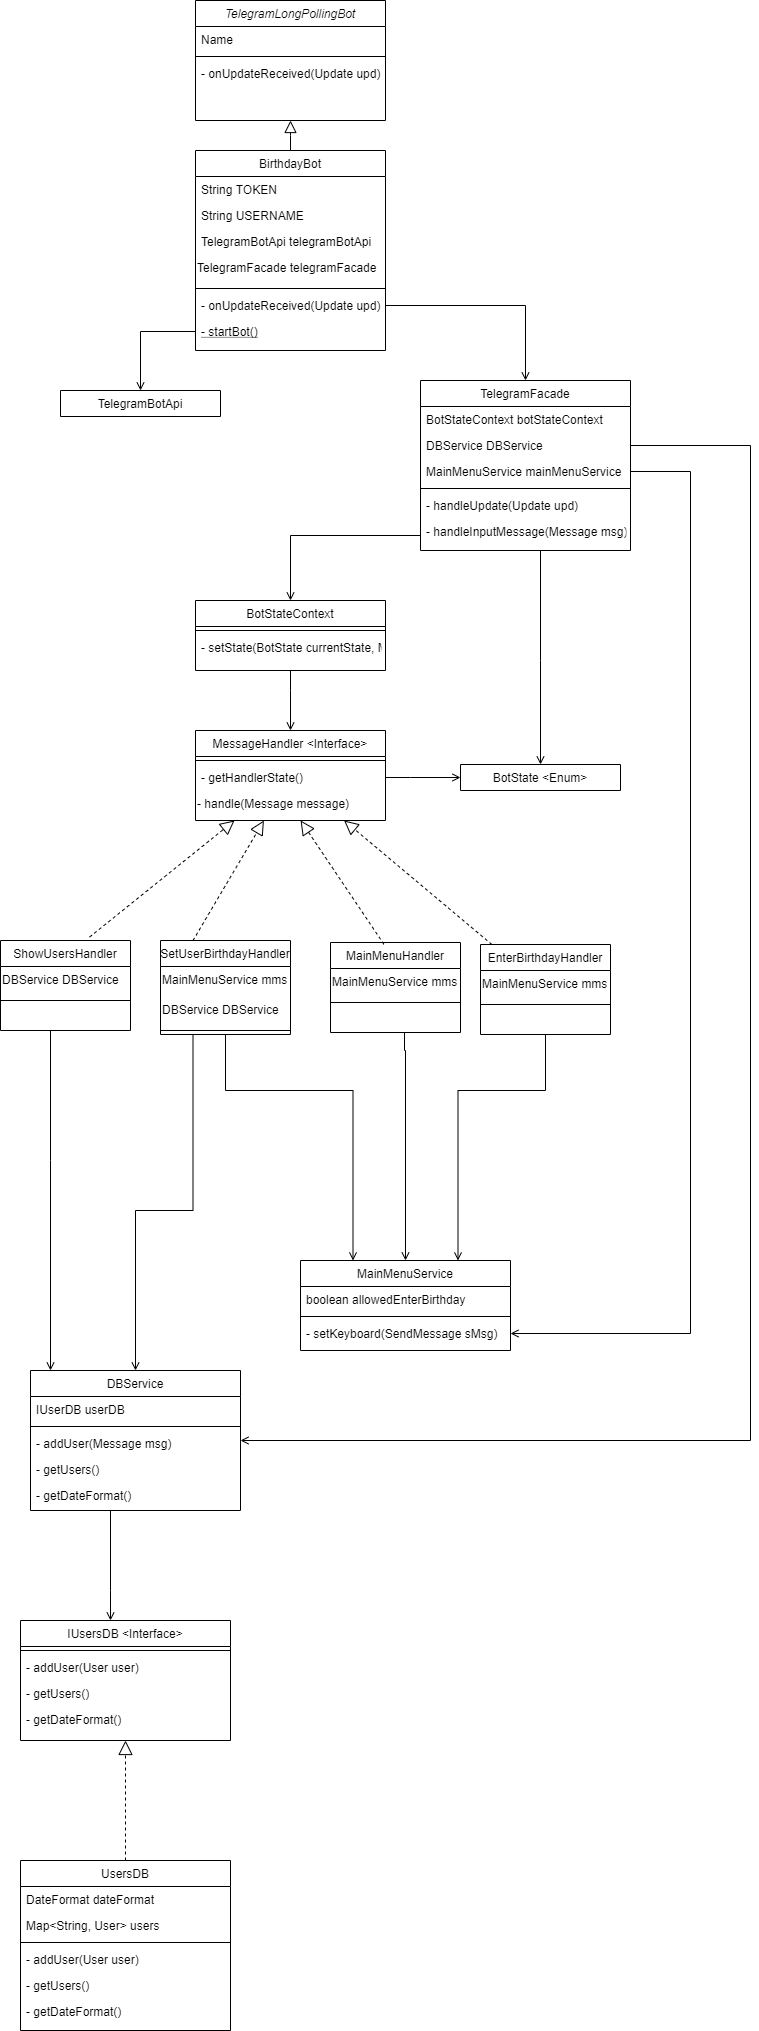 TelegramLongPollingBot
Name
- onUpdateReceived(Update upd)
BirthdayBot
String TOKEN
String USERNAME
TelegramBotApi telegramBotApi
TelegramFacade telegramFacade
- onUpdateReceived(Update upd)
- startBot()
TelegramBotApi
TelegramFacade
BotStateContext botStateContext
DBService DBService
MainMenuService mainMenuService
- handleUpdate(Update upd)
- handleInputMessage(Message msg)
BotStateContext
- setState(BotState currentState,
MessageHandler <Interface>
- getHandlerState()
- handle(Message message)
BotState <Enum>
ShowUsersHandler
DBService DBService
SetUserBirthdayHandler
MainMenuService mms
DBService DBService
MainMenuHandler
MainMenuService mms
EnterBirthdayHandler
MainMenuService mms
MainMenuService
boolean allowedEnterBirthday
- setKeyboard(SendMessage sMsg)
DBService
IUserDB userDB
- addUser(Message msg)
- getUsers()
- getDateFormat()
IUsersDB <Interface>
- addUser(User user)
- getUsers()
- getDateFormat()
UsersDB
DateFormat dateFormat
Map<String, User> users
- addUser(User user)
- getUsers()
- getDateFormat()